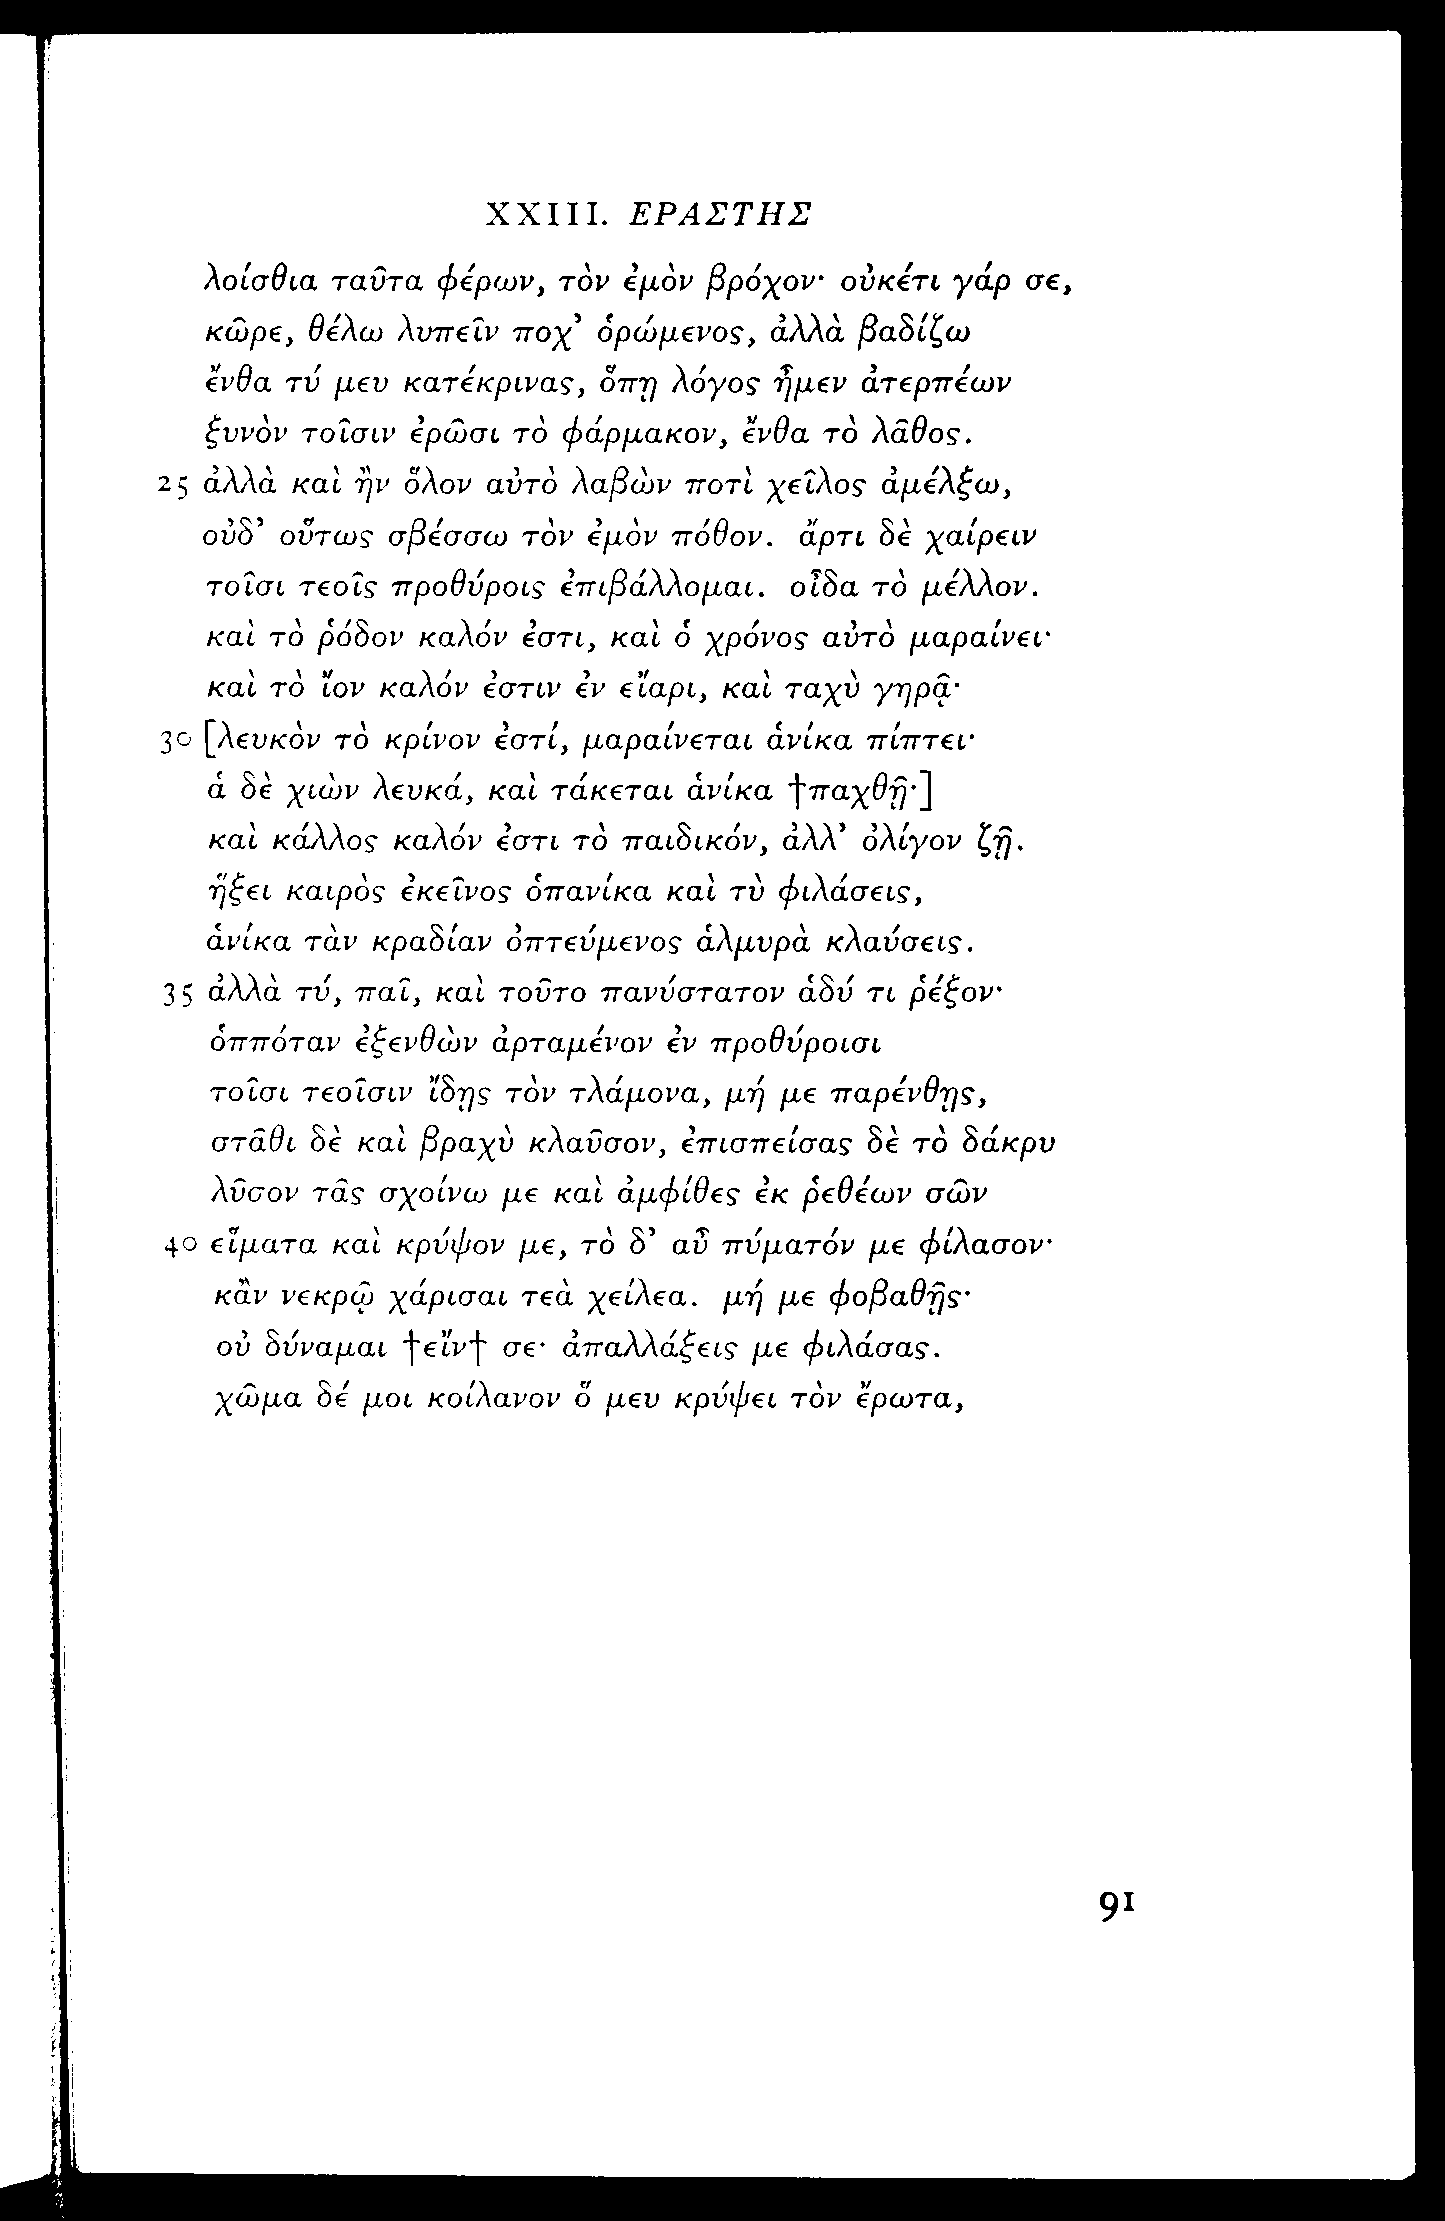 XXIII. ΕΡΑΣΤΗΣ
λοίσθια ταῦτα φέρων, τὸν ἐμὸν βρόχον· οὐκέτι γάρ σε,
κῶρε, θέλω λυπεῖν ποχ’ ὁρώμενος, ἀλλὰ βαδίζω
ἔνθα τύ μευ κατέκρινας, ὅπῃ λόγος ἦμεν ἀτερπέων
ξυνὸν τοῖσιν ἐρῶσι τὸ φάρμακον, ἔνθα τὸ λᾶθος.
25 ἀλλὰ καὶ ἢν ὅλον αὐτὸ λαβὼν ποτὶ χεῖλος ἀμέλξω,
οὐδ’ οὕτως σβέσσω τὸν ἐμὸν πόθον. ἄρτι δὲ χαίρειν
τοῖσι τεοῖς προθύροις ἐπιβάλλομαι. οἶδα τὸ μέλλον.
καὶ τὸ ῥόδον καλόν ἐστι, καὶ ὁ χρόνος αὐτὸ μαραίνει·
καὶ τὸ ἴον καλόν ἐστιν ἐν εἴαρι, καὶ ταχὺ γηρᾷ·
30 [λευκὸν τὸ κρίνον ἐστί, μαραίνεται ἁνίκα πίπτει·
ἁ δὲ χιὼν λευκά, καὶ τάκεται ἁνίκα †παχθῇ·]
καὶ κάλλος καλόν ἐστι τὸ παιδικόν, ἀλλ’ ὀλίγον ζῇ.
ἥξει καιρὸς ἐκεῖνος ὁπανίκα καὶ τὺ φιλάσεις,
ἁνίκα τὰν κραδίαν ὀπτεύμενος ἁλμυρὰ κλαύσεις.
35 ἀλλὰ τύ, παῖ, καὶ τοῦτο πανύστατον ἁδύ τι ῥέξον·
ὁππόταν ἐξενθὼν ἀρταμένον ἐν προθύροισι
τοῖσι τεοῖσιν ἴδῃς τὸν τλάμονα, μή με παρένθῃς,
στᾶθι δὲ καὶ βραχὺ κλαῦσον, ἐπισπείσας δὲ τὸ δάκρυ
λῦσον τᾶς σχοίνω με καὶ ἀμφίθες ἐκ ῥεθέων σῶν
40 εἵματα καὶ κρύψον με, τὸ δ’ αὖ πύματόν με φίλασον·
κἂν νεκρῷ χάρισαι τεὰ χείλεα. μή με φοβαθῇς·
οὐ δύναμαι †εἴν† σε· ἀπαλλάξεις με φιλάσας.
χῶμα δέ μοι κοίλανον ὅ μευ κρύψει τὸν ἔρωτα,
91